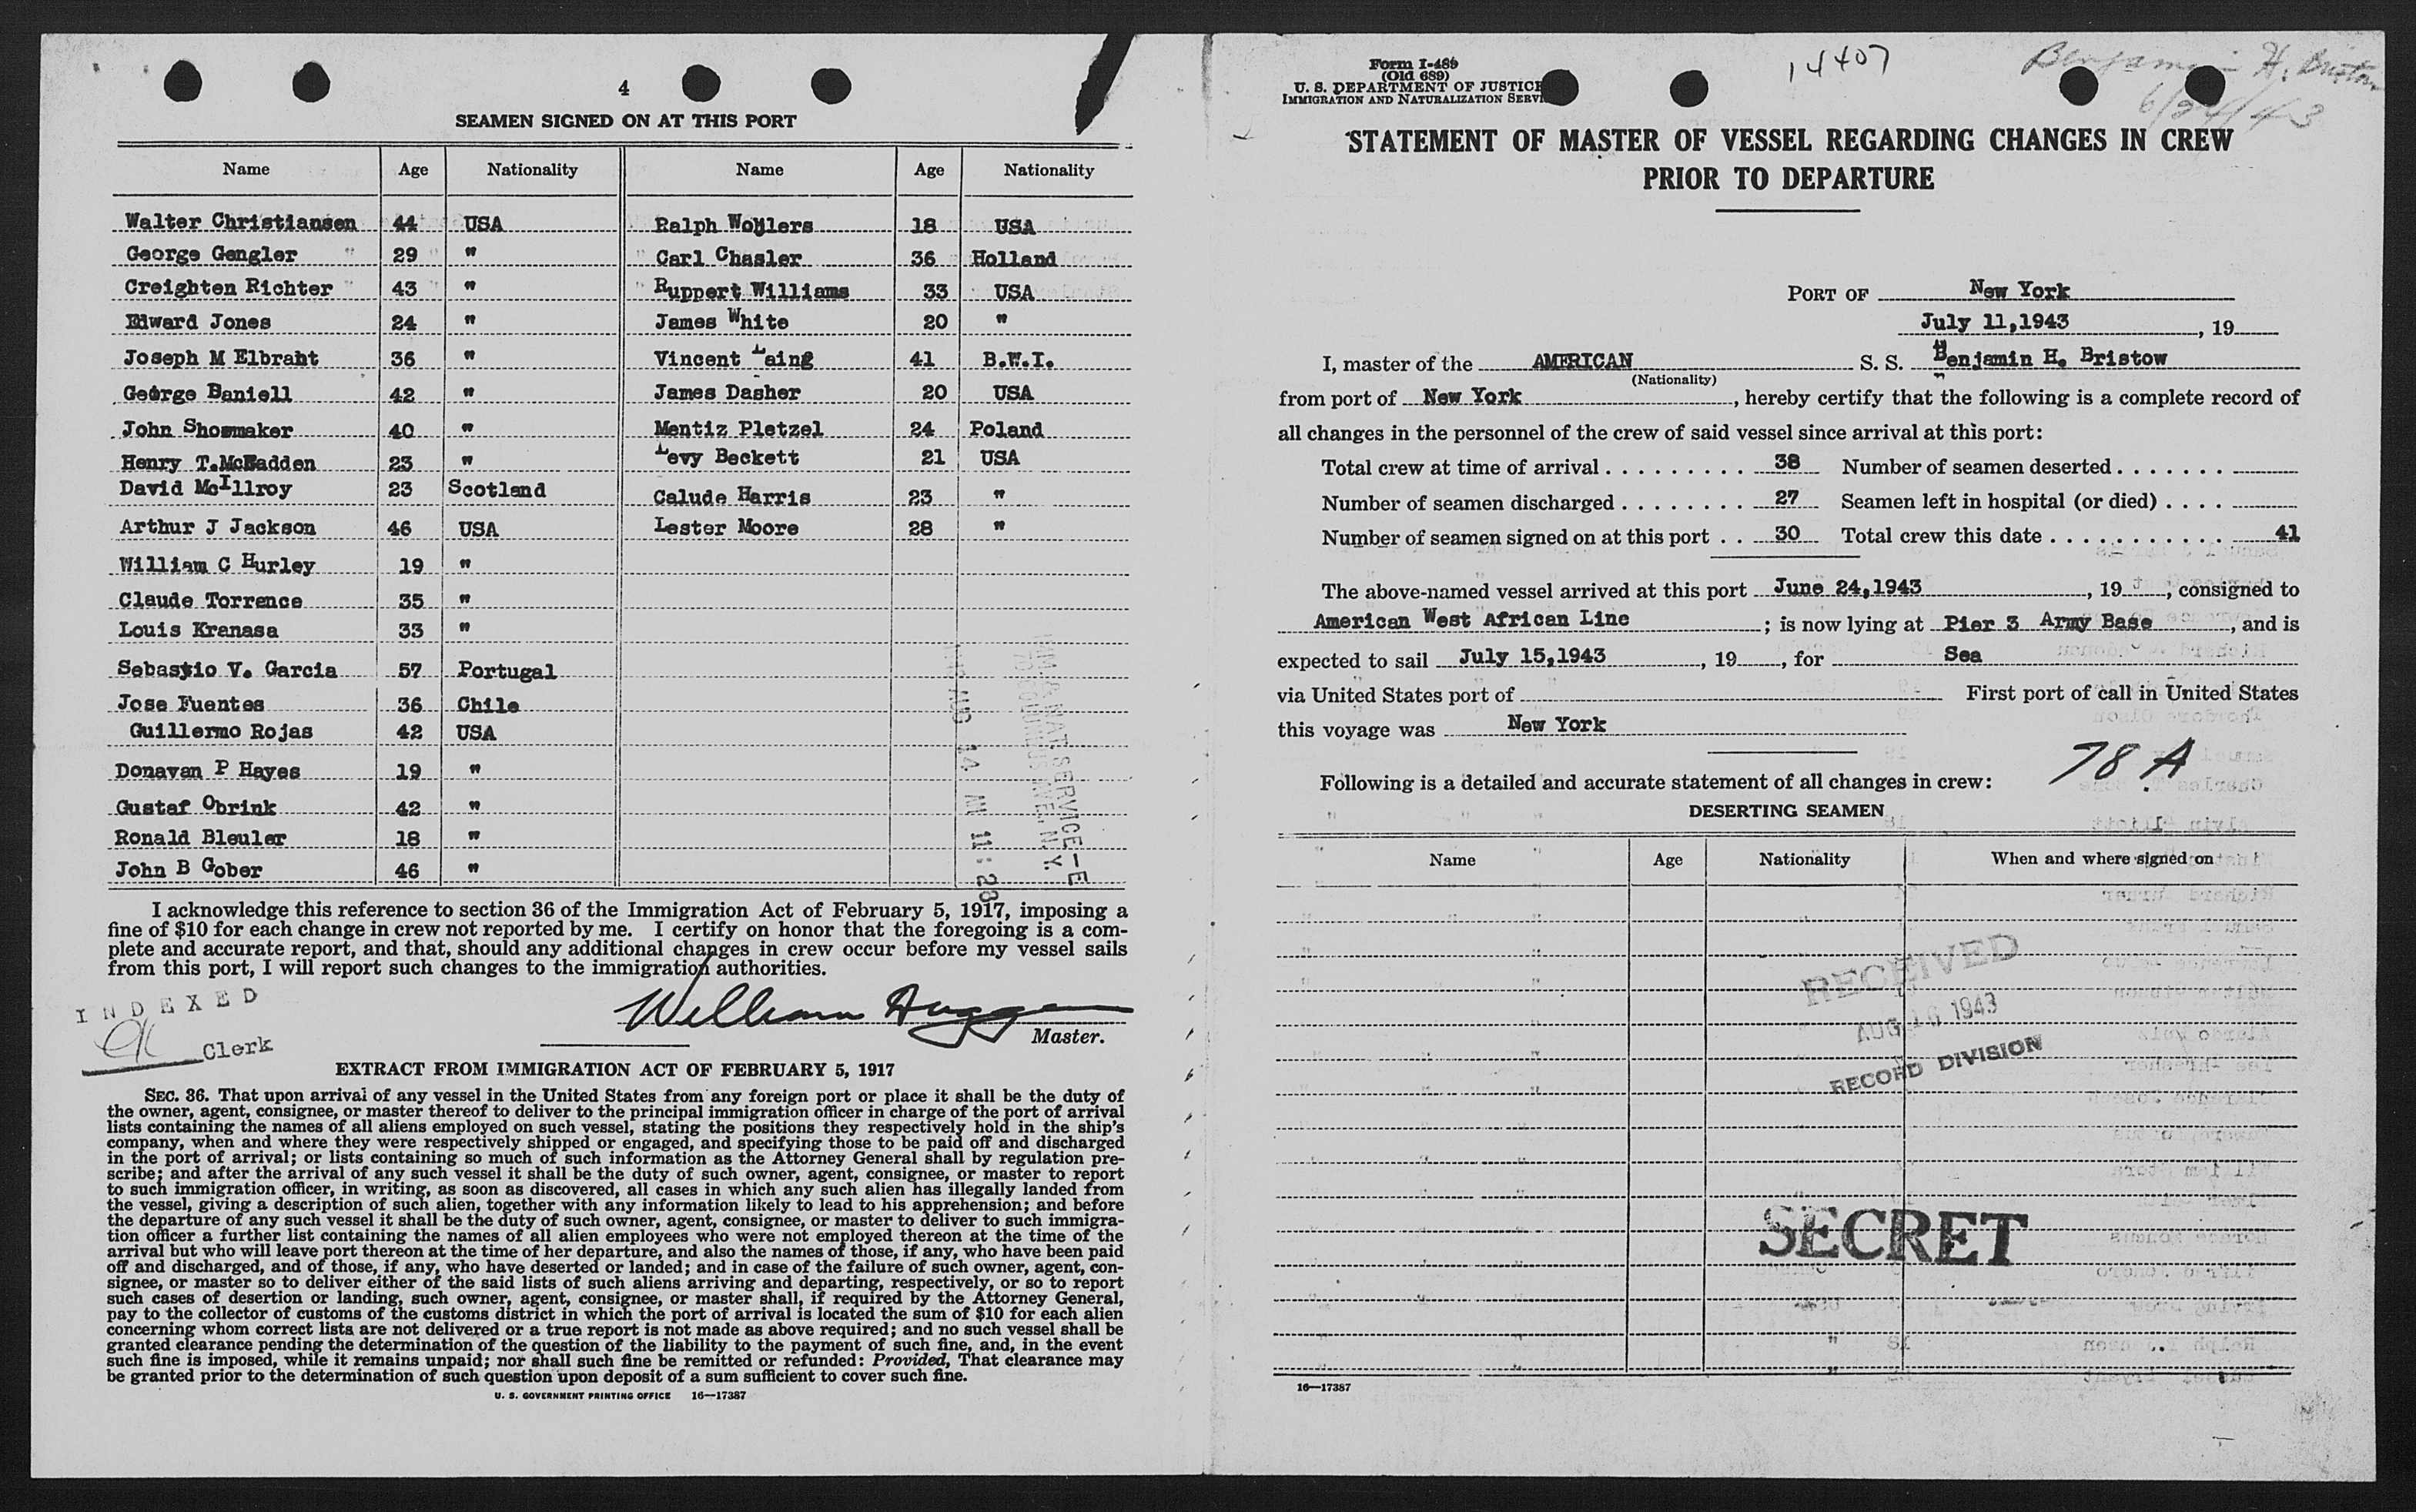 4
SEAMEN SIGNED ON AT THIS PORT
Name Age Nationality Name Age Nationality
Walter Christiansen 44 USA Ralph Wohlers 18 USA
George Gengler 29 " Carl Chasler 36 Holland
Creighten Richter 43 " Ruppert Williams 33 USA
Edward Jones 24 " James White 20 "
Joseph M Elbraht 36 " Vincent Laing 41 B.W.I.
George Baniell 42 " James Dasher 20 USA
John Shoemaker 40 " Mentiz Pletzel 24 Poland
Henry T. McFadden 23 " Levy Beckett 21 USA
David McIllroy 23 Scotland Calude Harris 23 "
Arthur J Jackson 46 USA Lester Moore 28 "
William C Hurley 19 "
Claude Torrence 35 "
Louis Kranasa 33 "
Sebastio V. Garcia 57 Portugal
Jose Fuentes 36 Chile
Guillermo Rojas 42 USA
Donavan P Hayes 19 "
Gustaf Obrink 42 "
Ronald Bleuler 18 "
John B Gober 46 "
I acknowledge this reference to section 36 of the Immigration Act of February 5, 1917, imposing a
fine of $10 for each change in crew not reported by me. I certify on honor that the foregoing is a com-
plete and accurate report, and that, should any additional changes in crew occur before my vessel sails
from this port, I will report such changes to the immigration authorities.
INDEXED
Clerk
William
Master.
EXTRACT FROM IMMIGRATION ACT OF FEBRUARY 5, 1917
SEC. 36. That upon arrival of any vessel in the United States from any foreign port or place it shall be the duty of
the owner, agent, consignee, or master thereof to deliver to the principal immigration officer in charge of the port of arrival
lists containing the names of all aliens employed on such vessel, stating the positions they respectively hold in the ship's
company, when and where they were respectively shipped or engaged, and specifying those to be paid off and discharged
in the port of arrival; or lists containing so much of such information as the Attorney General shall by regulation pre-
scribe; and after the arrival of any such vessel it shall be the duty of such owner, agent, consignee, or master to report
to such immigration officer, in writing, as soon as discovered, all cases in which any such alien has illegally landed from
the vessel, giving a description of such alien, together with any information likely to lead to his apprehension; and before
the departure of any such vessel it shall be the duty of such owner, agent, consignee, or master to deliver to such immigra-
tion officer a further list containing the names of all alien employees who were not employed thereon at the time of the
arrival but who will leave port thereon at the time of her departure, and also the names of those, if any, who have been paid
off and discharged, and of those, if any, who have deserted or landed; and in case of the failure of such owner, agent, con-
signee, or master so to deliver either of the said lists of such aliens arriving and departing, respectively, or so to report
such cases of desertion or landing, such owner, agent, consignee, or master shall, if required by the Attorney General,
pay to the collector of customs of the customs district in which the port of arrival is located the sum of $10 for each alien
concerning whom correct lists are not delivered or a true report is not made as above required; and no such vessel shall be
granted clearance pending the determination of the question of the liability to the payment of such fine, and, in the event
such fine is imposed, while it remains unpaid; nor shall such fine be remitted or refunded: Provided, That clearance may
be granted prior to the determination of such question upon deposit of a sum sufficient to cover such fine.
U. S. GOVERNMENT PRINTING OFFICE 16—17387
Form I-489
(Old 689)
U. S. DEPARTMENT OF JUSTICE
IMMIGRATION AND NATURALIZATION SERVI
14407
Benjamin H. Bristow
6/24/43
STATEMENT OF MASTER OF VESSEL REGARDING CHANGES IN CREW
PRIOR TO DEPARTURE
PORT OF New York
July 11,1943, 19
I, master of the AMERICAN S. S. Benjamin H. Bristow
(Nationality)
from port of New York, hereby certify that the following is a complete record of
all changes in the personnel of the crew of said vessel since arrival at this port:
Total crew at time of arrival 38 Number of seamen deserted
Number of seamen discharged 27 Seamen left in hospital (or died)
Number of seamen signed on at this port 30 Total crew this date 41
The above-named vessel arrived at this port June 24,1943, 19, consigned to
American West African Line; is now lying at Pier 3 Army Base, and is
expected to sail July 15,1943, 19, for Sea
via United States port of First port of call in United States
this voyage was New York
78 A
Following is a detailed and accurate statement of all changes in crew:
DESERTING SEAMEN
Name Age Nationality When and where signed on
RECEIVED
AUG 16 1943
RECORD DIVISION
SECRET
16—17387